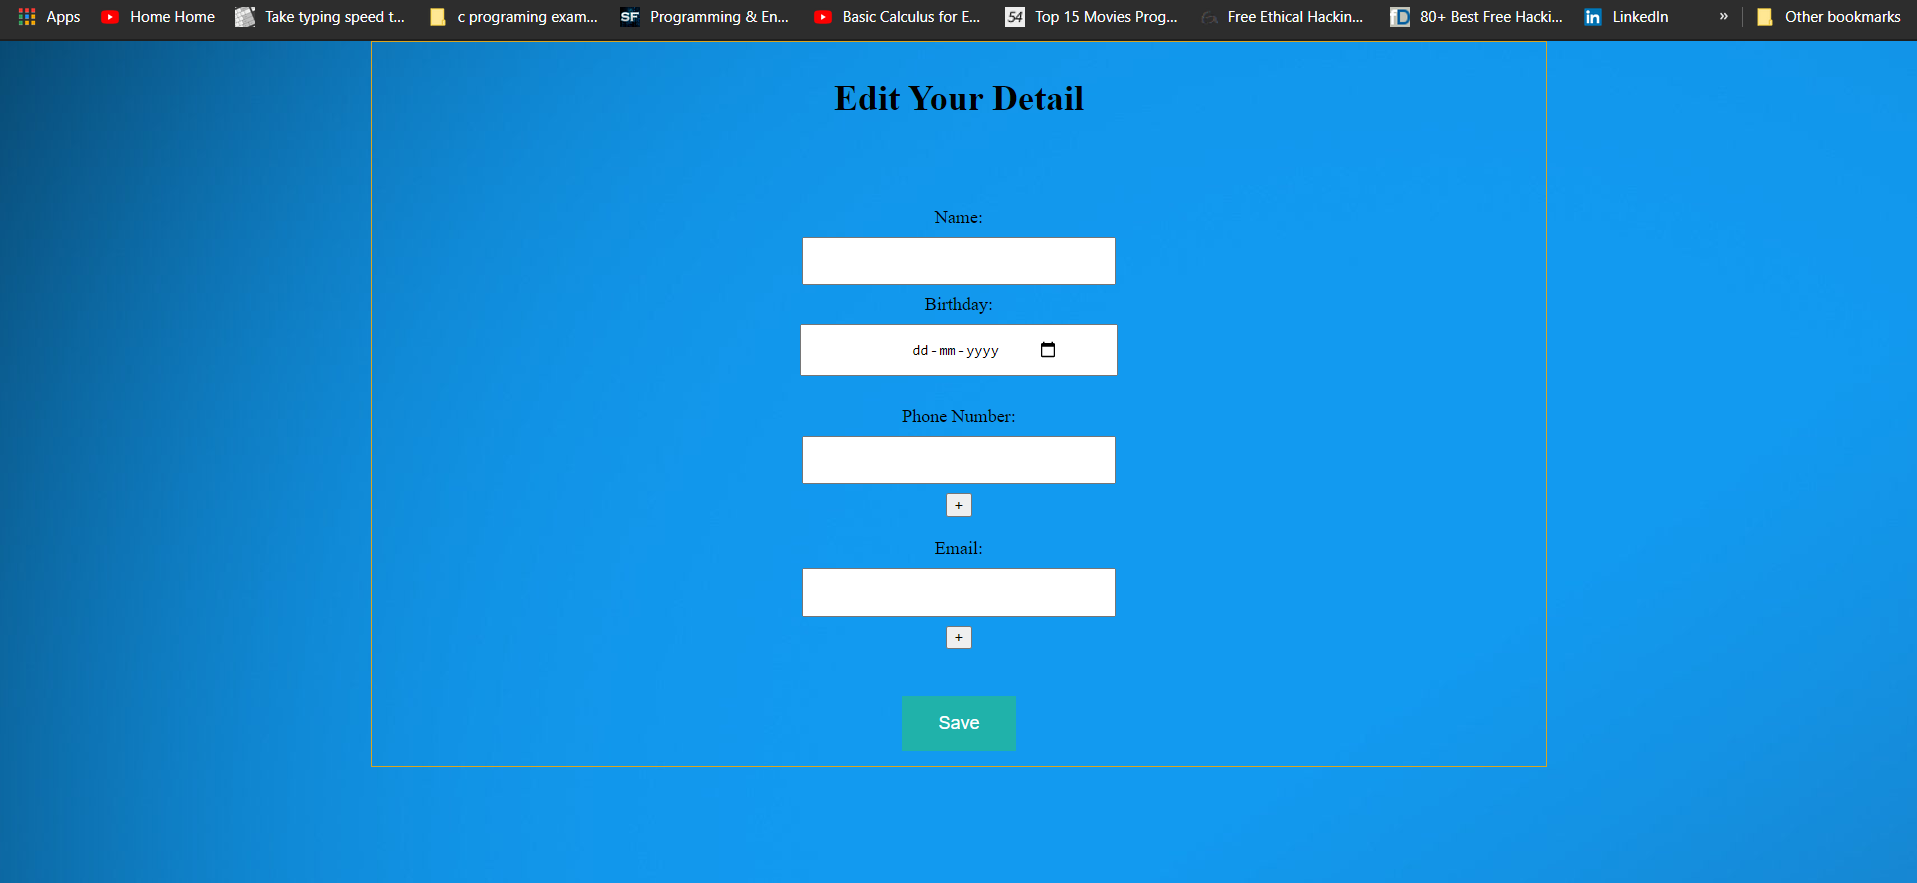 Apps Home Home Take typing speed t... c programing exam... SF Programming & En... Basic Calculus for E... 54 Top 15 Movies Prog... Free Ethical Hackin... fD 80+ Best Free Hacki... in LinkedIn » Other bookmarks
Edit Your Detail
Name:
Birthday:
dd-mm-yyyy
Phone Number:
+
Email:
+
Save